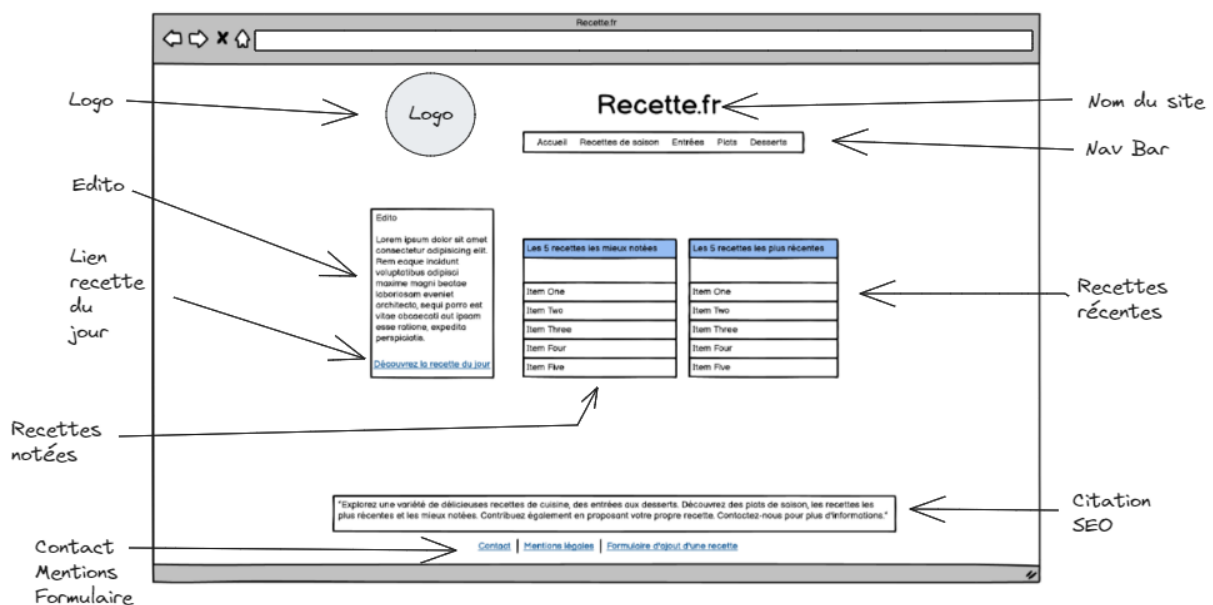 Recette.fr
Logo
Logo
Recette.fr
Nom du site
Accueil Recettes de saison Entrées Plats Desserts
Nav Bar
Edito
Edito
Lorem ipsum dolor sit amet
consectetur adipisicing elit.
Rem eaque incidunt
voluptatibus adipisci
maxime magni beatae
laboriosam eveniet
architecto, sequi porro est
vitae obcaecati aut ipsam
esse ratione, expedita
perspiciatis.
Découvrez la recette du jour
Lien
recette
du
jour
Les 5 recettes les mieux notées
Item One
Item Two
Item Three
Item Four
Item Five
Les 5 recettes les plus récentes
Item One
Item Two
Item Three
Item Four
Item Five
Recettes
récentes
Recettes
notées
"Explorez une variété de délicieuses recettes de cuisine, des entrées aux desserts. Découvrez des plats de saison, les recettes les
plus récentes et les mieux notées. Contribuez également en proposant votre propre recette. Contactez-nous pour plus d'informations."
Citation
SEO
Contact | Mentions légales | Formulaire d'ajout d'une recette
Contact
Mentions
Formulaire